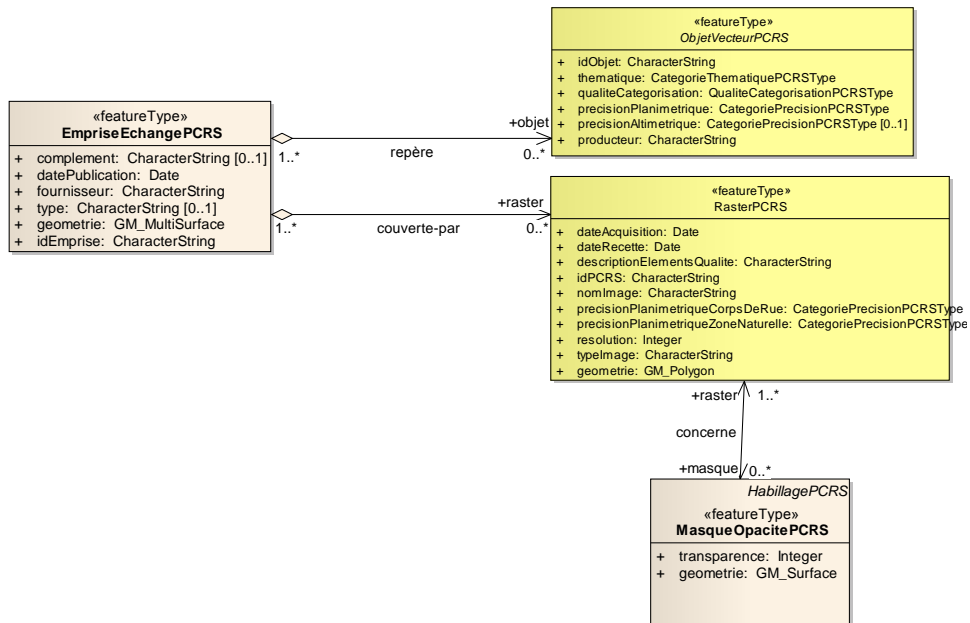 «featureType»
ObjetVecteurPCRS
+ idObjet: CharacterString
+ thematique: CategorieThematiquePCRSType
+ qualiteCategorisation: QualiteCategorisationPCRSType
+ precisionPlanimetrique: CategoriePrecisionPCRSType
+ precisionAltimetrique: CategoriePrecisionPCRSType [0..1]
+ producteur: CharacterString
«featureType»
EmpriseEchangePCRS
+ complement: CharacterString [0..1]
+ datePublication: Date
+ fournisseur: CharacterString
+ type: CharacterString [0..1]
+ geometrie: GM_MultiSurface
+ idEmprise: CharacterString
+objet
1..*
repère
0..*
+raster
1..*
couverte-par
0..*
«featureType»
RasterPCRS
+ dateAcquisition: Date
+ dateRecette: Date
+ descriptionElementsQualite: CharacterString
+ idPCRS: CharacterString
+ nomImage: CharacterString
+ precisionPlanimetriqueCorpsDeRue: CategoriePrecisionPCRSType
+ precisionPlanimetriqueZoneNaturelle: CategoriePrecisionPCRSType
+ resolution: Integer
+ typeImage: CharacterString
+ geometrie: GM_Polygon
+raster
1..*
concerne
+masque
0..*
HabillagePCRS
«featureType»
MasqueOpacitePCRS
+ transparence: Integer
+ geometrie: GM_Surface